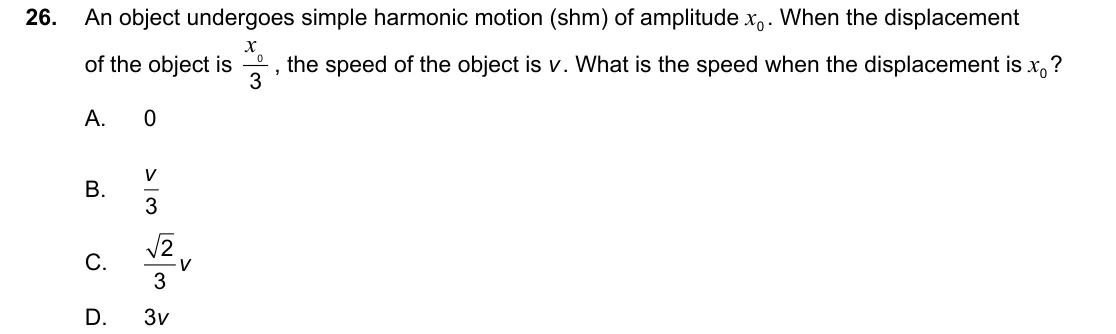 26. An object undergoes simple harmonic motion (shm) of amplitude x₀. When the displacement
of the object is x₀/3, the speed of the object is v. What is the speed when the displacement is x₀?
A. 0
B. v/3
C. √2/3 v
D. 3v